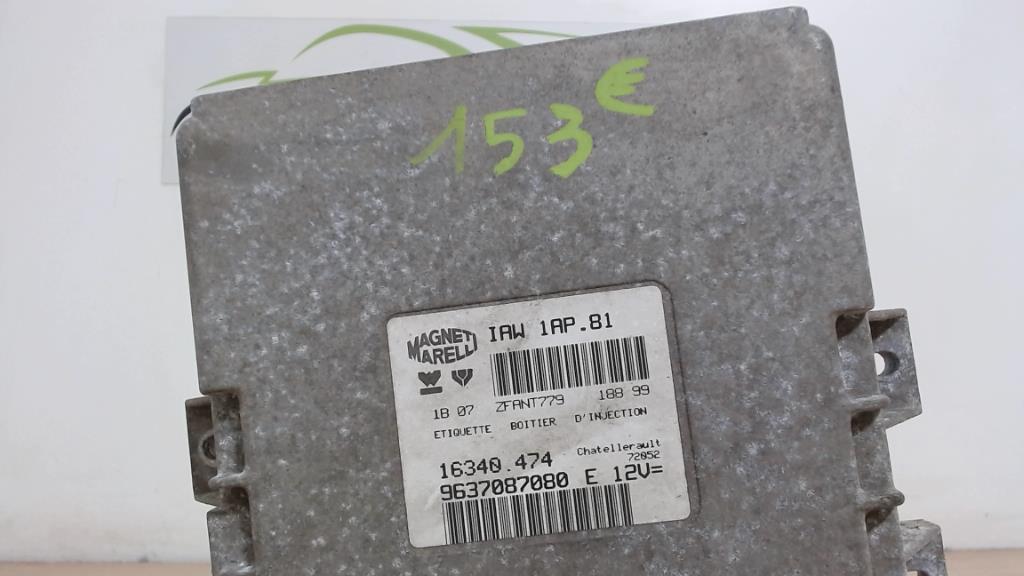 153€
MAGNETI MARELLI
IAW 1AP.81
1B 07 ZFANT779 188 99
ETIQUETTE BOITIER D'INJECTION
Chatellerault
16340.474 72052
9637087080 E 12V=